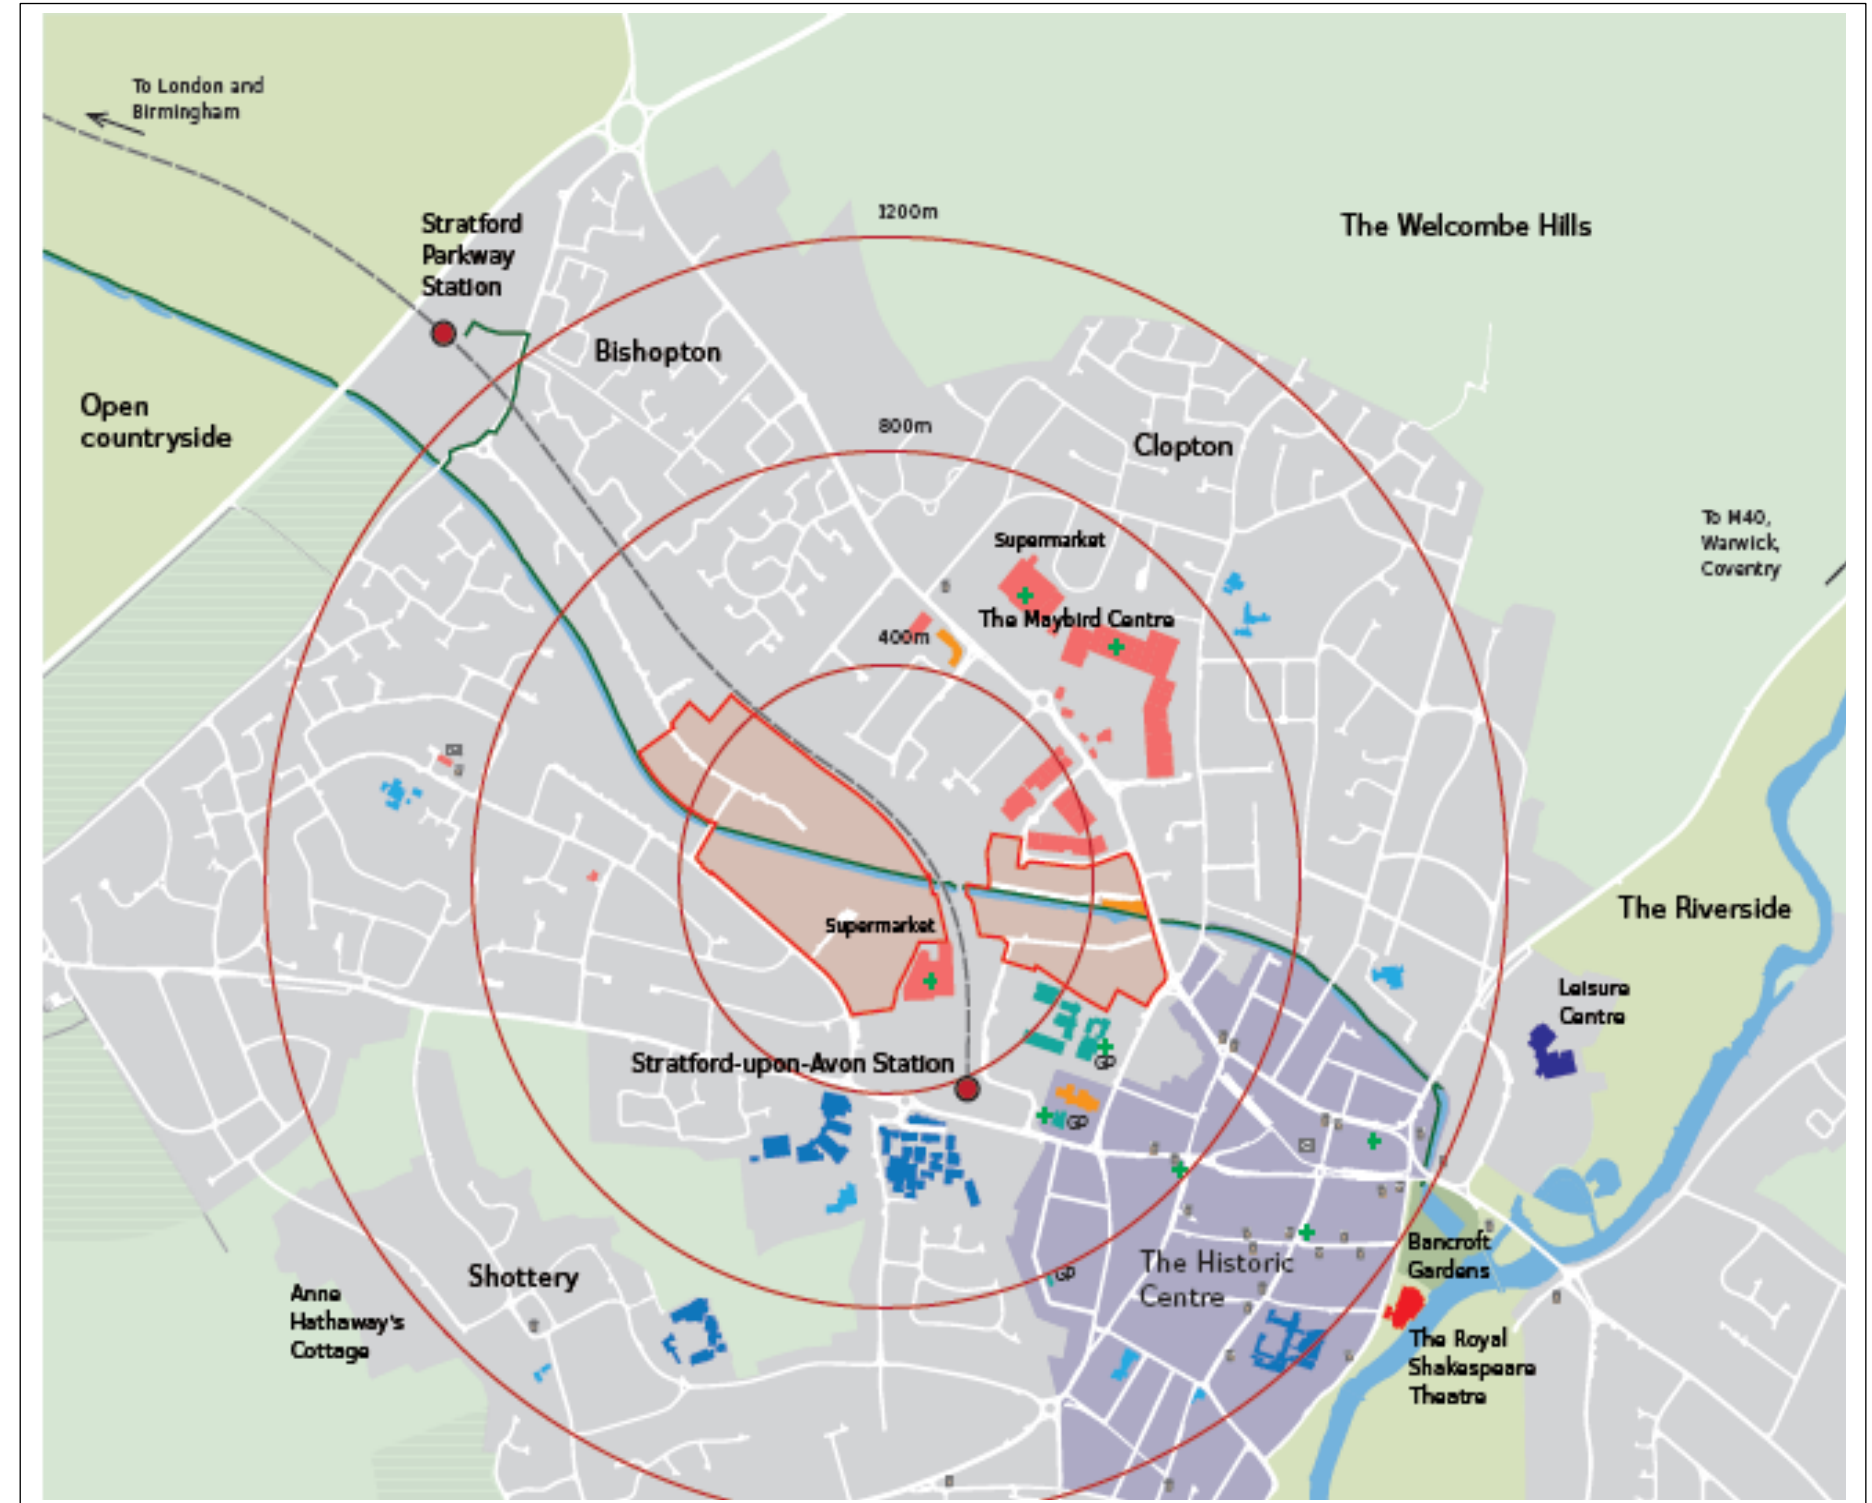 To London and
Birmingham
Stratford
Parkway
Station
1200m
The Welcombe Hills
Bishopton
Open
countryside
800m
Clopton
To M40,
Warwick,
Coventry
Supermarket
The Maybird Centre
400m
Supermarket
The Riverside
Leisure
Centre
Stratford-upon-Avon Station
GP
GP
GP
The Historic
Centre
Bancroft
Gardens
Shottery
Anne
Hathaway's
Cottage
The Royal
Shakespeare
Theatre